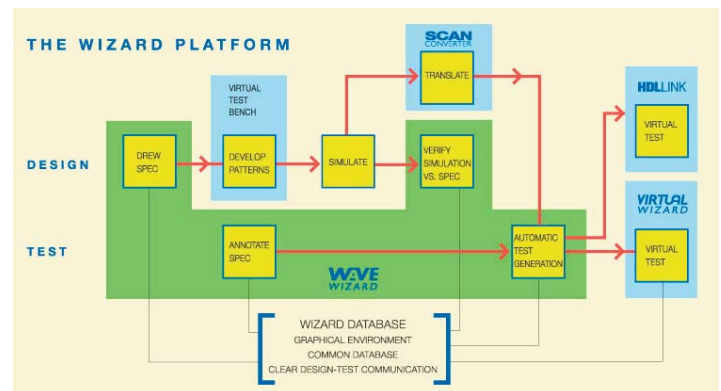 THE WIZARD PLATFORM
SCAN
CONVERTER
TRANSLATE
VIRTUAL
TEST
BENCH
HDLLINK
VIRTUAL
TEST
DESIGN
DREW
SPEC
DEVELOP
PATTERNS
SIMULATE
VERIFY
SIMULATION
VS. SPEC
VIRTUAL
WIZARD
TEST
ANNOTATE
SPEC
AUTOMATIC
TEST
GENERATION
VIRTUAL
TEST
WAVE
WIZARD
WIZARD DATABASE
GRAPHICAL ENVIRONMENT
COMMON DATABASE
CLEAR DESIGN-TEST COMMUNICATION